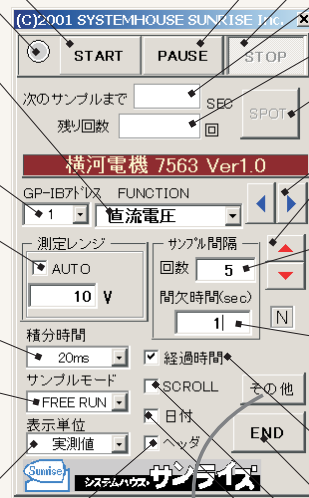 (C)2001 SYSTEMHOUSE SUNRISE Inc.
START PAUSE STOP
次のサンプルまで SEC
SPOT
残り回数 回
横河電機 7563 Ver1.0
GP-IBｱﾄﾞﾚｽ FUNCTION
1 直流電圧
測定レンジ サンプル間隔
AUTO 回数 5
10 V 間欠時間(sec)
1 N
積分時間
20ms 経過時間
サンプルモード SCROLL その他
FREE RUN 日付
表示単位 ヘッダ END
実測値
Sunrise システムハウス・サンライズ